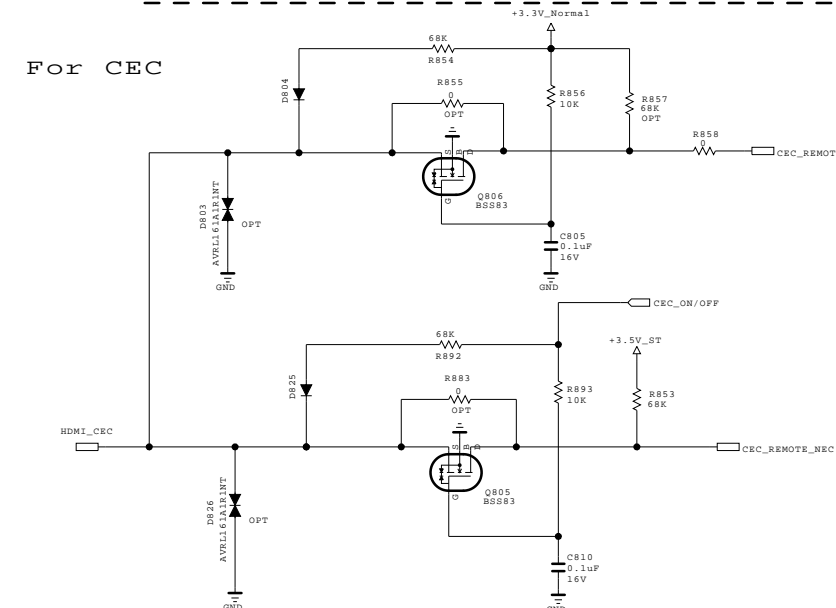 +3.3V_Normal
For CEC
68K
R854
D804
R855
0
OPT
R856
10K
R857
68K
OPT
R858
0
CEC_REMOT
S
B
D
G
Q806
BSS83
D803
AVRL161A1R1NT
OPT
GND
C805
0.1uF
16V
GND
CEC_ON/OFF
68K
R892
+3.5V_ST
D825
R883
0
OPT
R893
10K
R853
68K
HDMI_CEC
CEC_REMOTE_NEC
S
B
D
G
Q805
BSS83
D826
AVRL161A1R1NT
OPT
GND
C810
0.1uF
16V
GND